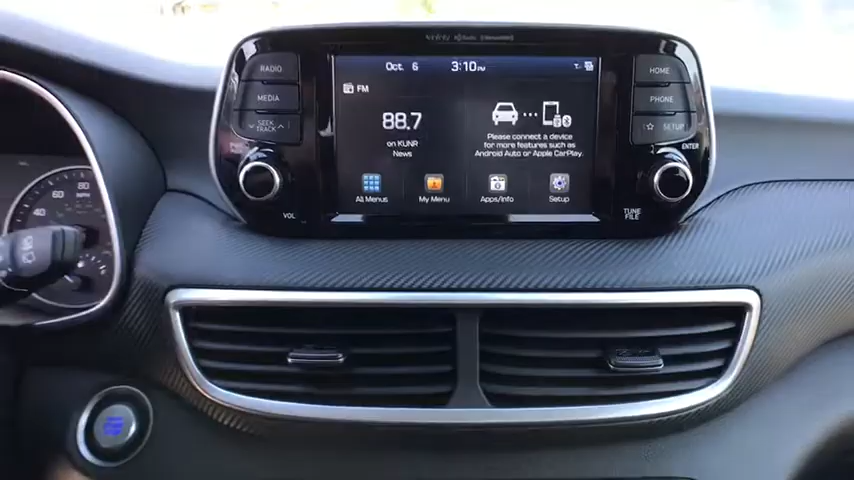 Oct. 6 3:10 PM
RADIO
MEDIA
SEEK
TRACK
VOL
FM
88.7
on KUNR
News
Please connect a device
for more features such as
Android Auto or Apple CarPlay.
All Menus
My Menu
Apps/Info
Setup
HOME
PHONE
SETUP
ENTER
TUNE
FILE
40
60
80